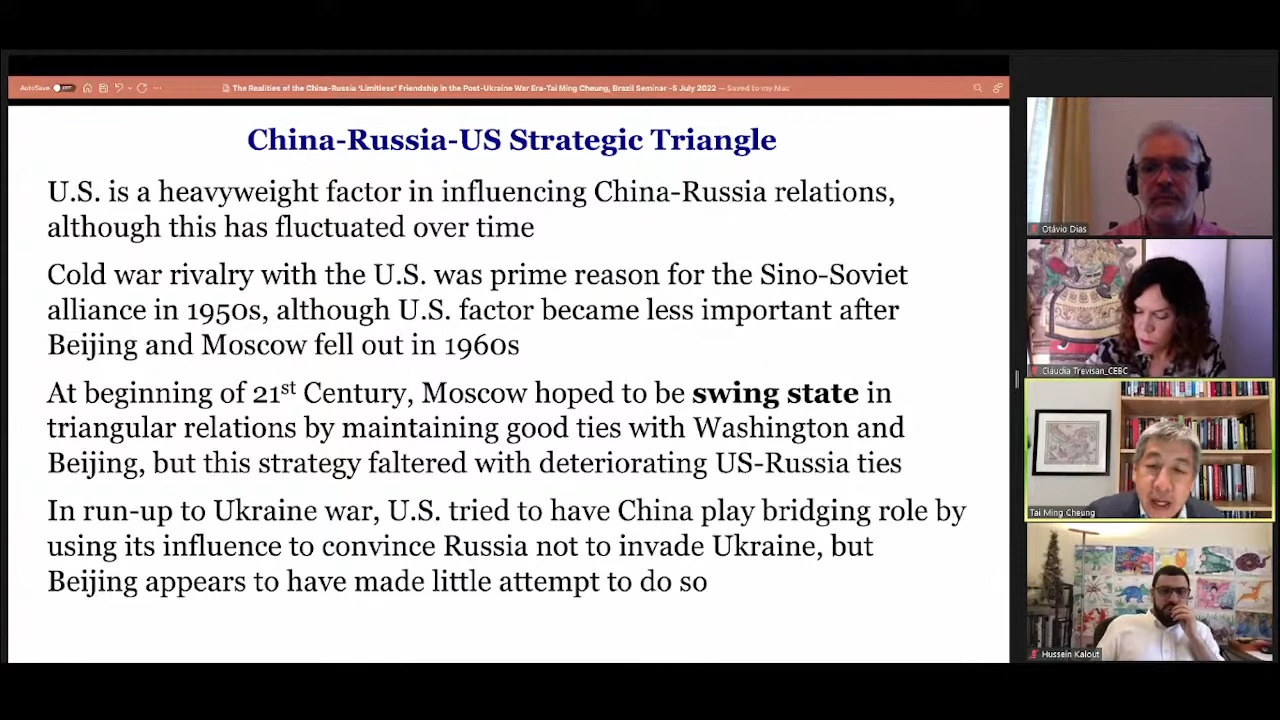 AutoSave OFF
The Realities of the China-Russia 'Limitless' Friendship in the Post-Ukraine War Era-Tai Ming Cheung, Brazil Seminar -5 July 2022 — Saved to my Mac
China-Russia-US Strategic Triangle
U.S. is a heavyweight factor in influencing China-Russia relations,
although this has fluctuated over time
Cold war rivalry with the U.S. was prime reason for the Sino-Soviet
alliance in 1950s, although U.S. factor became less important after
Beijing and Moscow fell out in 1960s
At beginning of 21st Century, Moscow hoped to be swing state in
triangular relations by maintaining good ties with Washington and
Beijing, but this strategy faltered with deteriorating US-Russia ties
In run-up to Ukraine war, U.S. tried to have China play bridging role by
using its influence to convince Russia not to invade Ukraine, but
Beijing appears to have made little attempt to do so
Otávio Dias
Cláudia Trevisan_CEBC
Tai Ming Cheung
Hussein Kalout